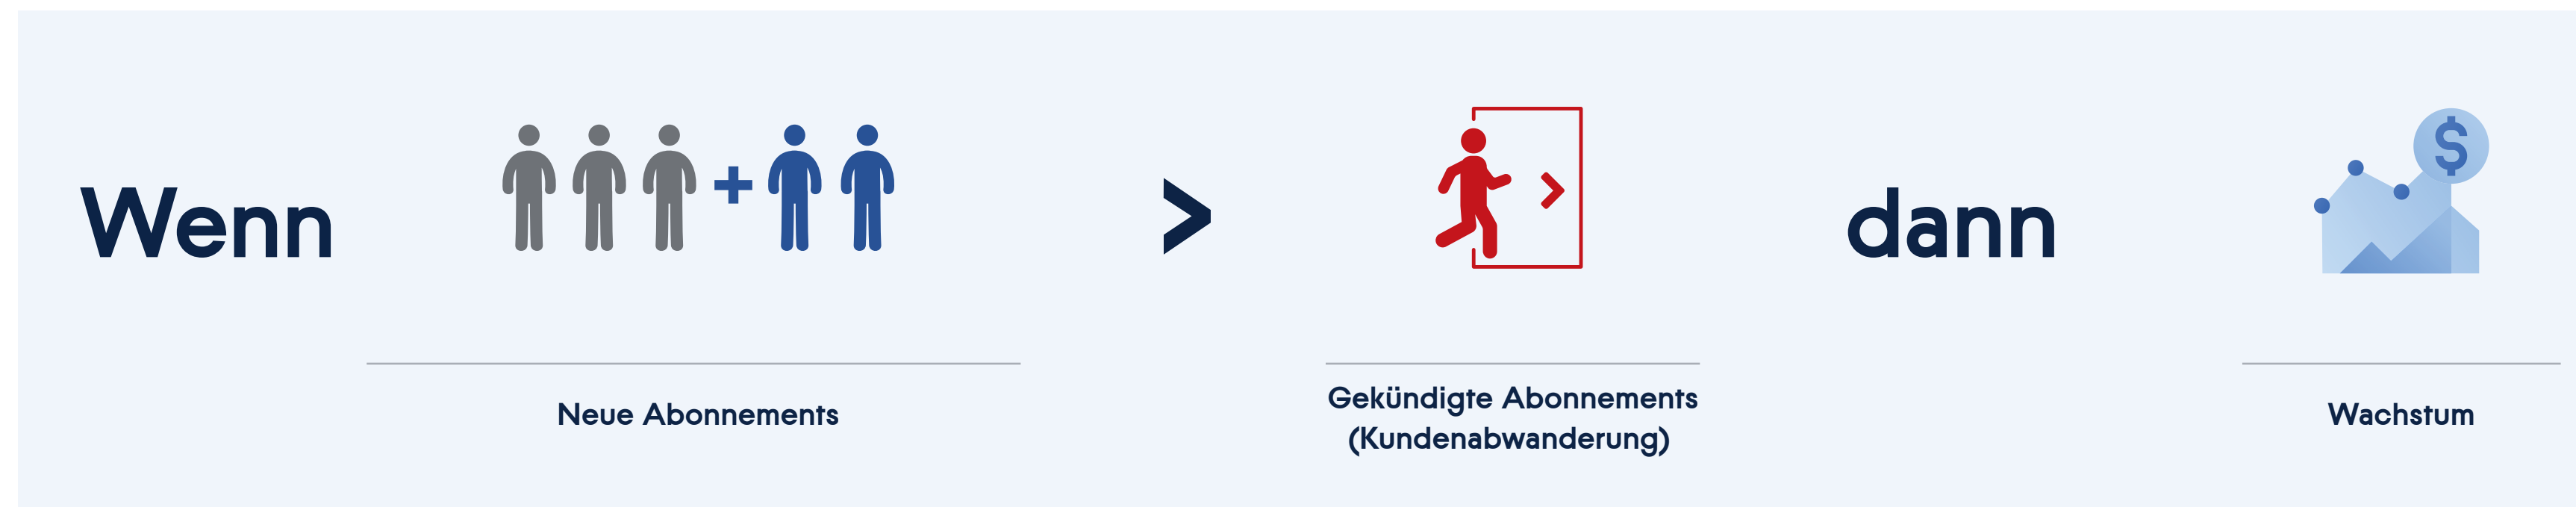 Wenn
+
>
dann
$
Neue Abonnements
Gekündigte Abonnements
(Kundenabwanderung)
Wachstum